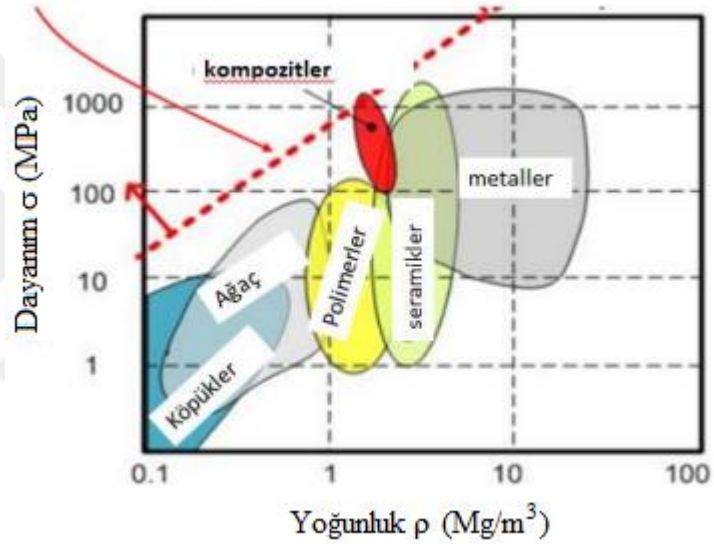 kompozitler
1000
100
10
1
Dayanım σ (MPa)
metaller
Ağaç
Polimerler
seramikler
Köpükler
0.1
1
10
100
Yoğunluk ρ (Mg/m³)